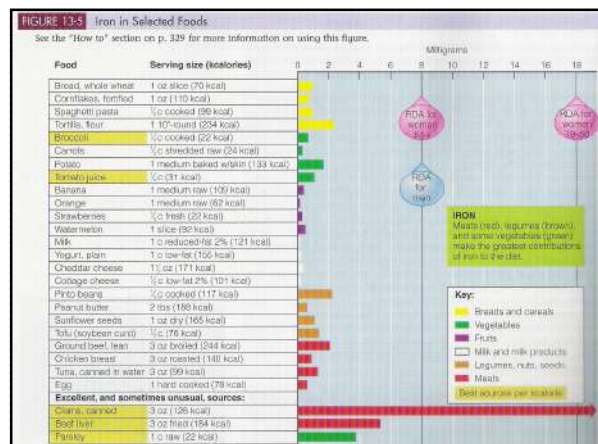 FIGURE 13-5 Iron in Selected Foods
See the "How to" section on p. 329 for more information on using this figure.
Milligrams
Food Serving size (kcalories) 0 2 4 6 8 10 12 14 16 18
Bread, whole wheat 1 oz slice (70 kcal)
Cornflakes, fortified 1 oz (110 kcal)
Spaghetti pasta ½ c cooked (99 kcal)
Tortilla, flour 1 10"-round (234 kcal)
Broccoli ½ c cooked (22 kcal)
Carrots ½ c shredded raw (24 kcal)
Potato 1 medium baked w/skin (133 kcal)
Tomato juice c (31 kcal)
Banana 1 medium raw (109 kcal)
Orange 1 medium raw (62 kcal)
Strawberries ½ c fresh (22 kcal)
Watermelon 1 slice (92 kcal)
Milk 1 c reduced-fat 2% (121 kcal)
Yogurt, plain 1 c low-fat (155 kcal)
Cheddar cheese 1½ oz (171 kcal)
Cottage cheese ½ c low-fat 2% (101 kcal)
Pinto beans ½ c cooked (117 kcal)
Peanut butter 2 tbs (188 kcal)
Sunflower seeds 1 oz dry (165 kcal)
Tofu (soybean curd) ½ c (76 kcal)
Ground beef, lean 3 oz broiled (244 kcal)
Chicken breast 3 oz roasted (140 kcal)
Tuna, canned in water 3 oz (99 kcal)
Egg 1 hard cooked (78 kcal)
Excellent, and sometimes unusual, sources:
Clams, canned 3 oz (126 kcal)
Beef liver 3 oz fried (184 kcal)
Parsley 1 c raw (22 kcal)
RDA for
women
51+
RDA for
women
19-50
RDA
for
men
IRON
Meats (red), legumes (brown),
and some vegetables (green)
make the greatest contributions
of iron to the diet.
Key:
Breads and cereals
Vegetables
Fruits
Milk and milk products
Legumes, nuts, seeds
Meats
Best sources per kcalorie